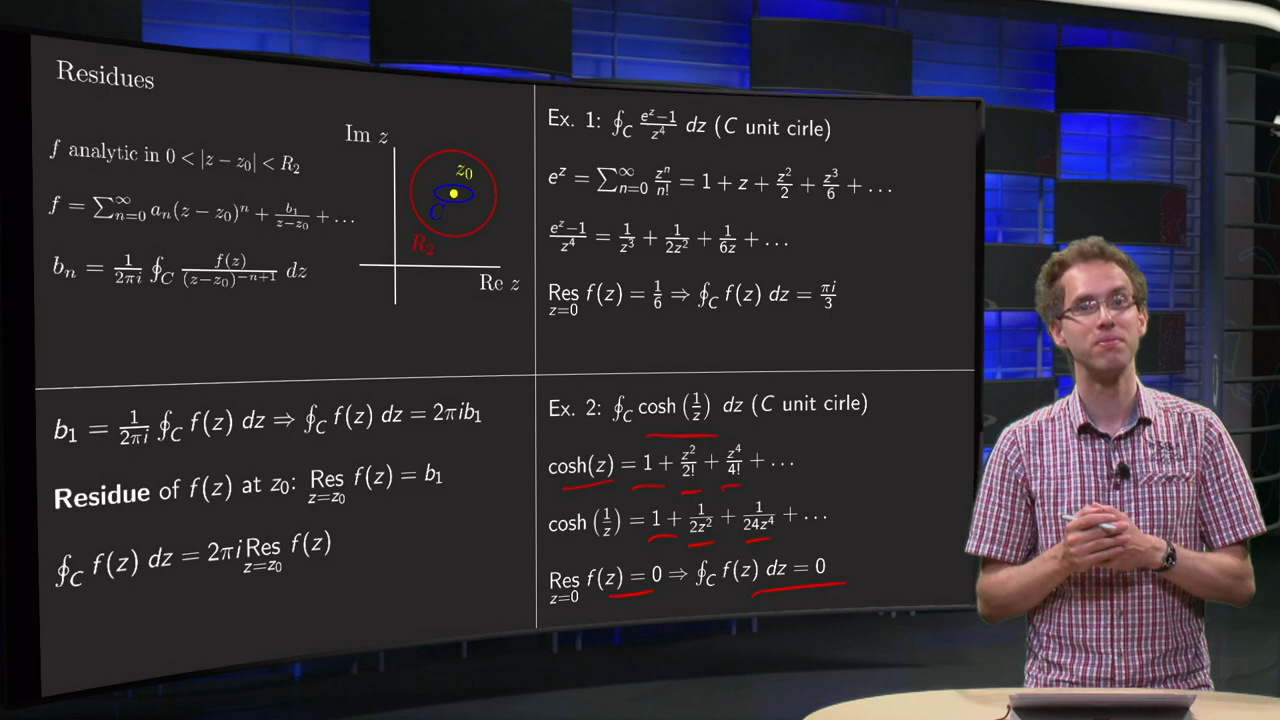 Residues
f analytic in 0 < |z − z₀| < R₂
f = ∑_{n=0}^{∞} aₙ(z − z₀)ⁿ + b₁/(z−z₀) + …
bₙ = 1/(2πi) ∮_C f(z)/(z−z₀)^{−n+1} dz
Im z
z₀
C
R₂
Re z
Ex. 1: ∮_C (e^z−1)/z⁴ dz (C unit cirle)
e^z = ∑_{n=0}^{∞} zⁿ/n! = 1 + z + z²/2 + z³/6 + …
(e^z−1)/z⁴ = 1/z³ + 1/(2z²) + 1/(6z) + …
Res_{z=0} f(z) = 1/6 ⇒ ∮_C f(z) dz = πi/3
b₁ = 1/(2πi) ∮_C f(z) dz ⇒ ∮_C f(z) dz = 2πib₁
Residue of f(z) at z₀: Res_{z=z₀} f(z) = b₁
∮_C f(z) dz = 2πi Res_{z=z₀} f(z)
Ex. 2: ∮_C cosh (1/z) dz (C unit cirle)
cosh(z) = 1 + z²/2! + z⁴/4! + …
cosh (1/z) = 1 + 1/(2z²) + 1/(24z⁴) + …
Res_{z=0} f(z) = 0 ⇒ ∮_C f(z) dz = 0